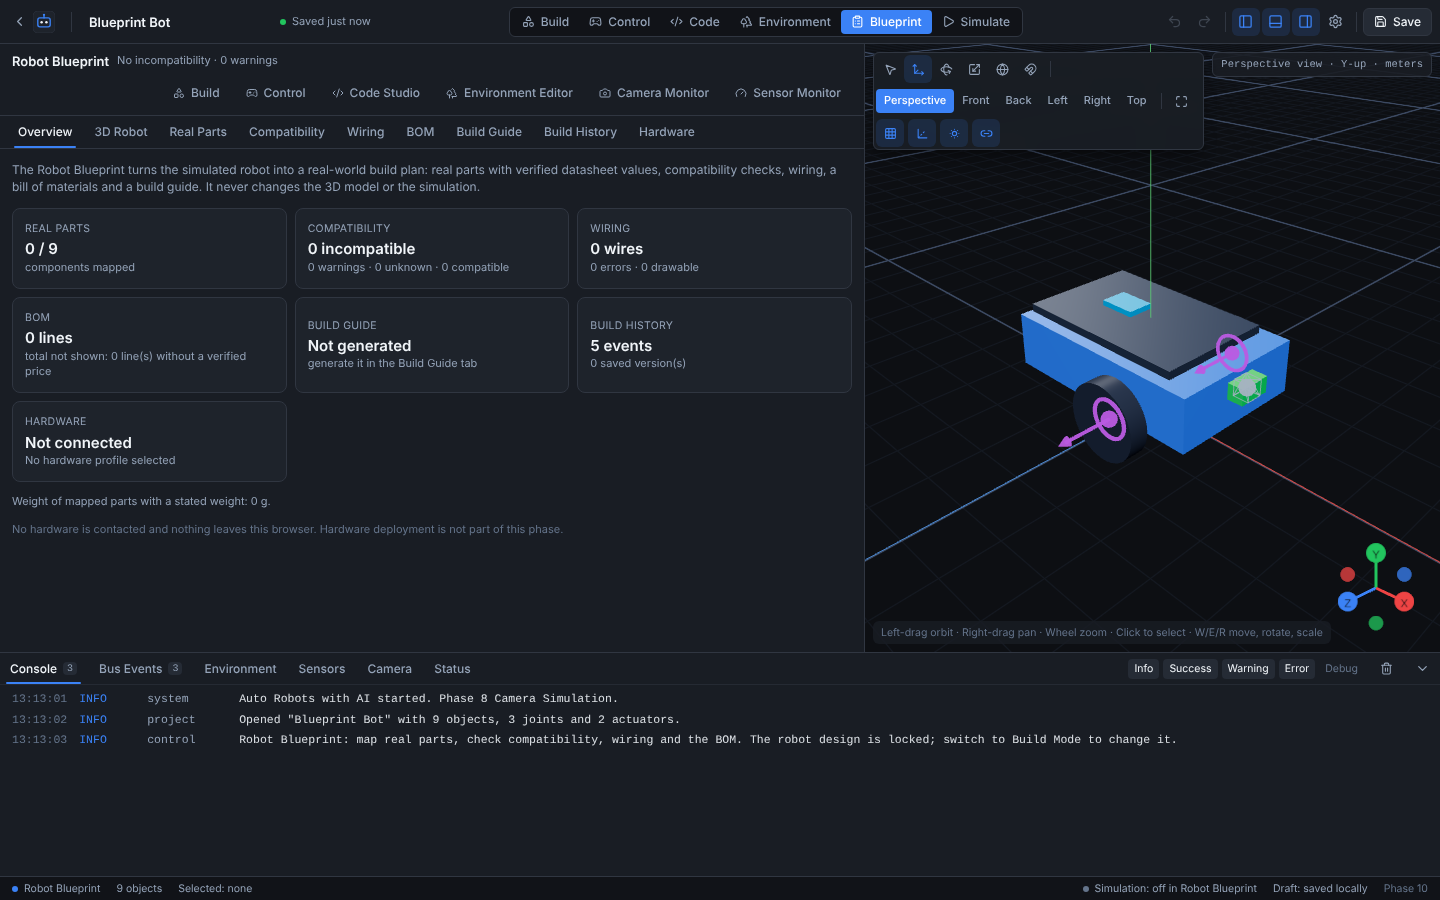 Blueprint Bot
Saved just now
Build
Control
Code
Environment
Blueprint
Simulate
Save
Robot Blueprint No incompatibility · 0 warnings
Build
Control
Code Studio
Environment Editor
Camera Monitor
Sensor Monitor
Overview
3D Robot
Real Parts
Compatibility
Wiring
BOM
Build Guide
Build History
Hardware
The Robot Blueprint turns the simulated robot into a real-world build plan: real parts with verified datasheet values, compatibility checks, wiring, a
bill of materials and a build guide. It never changes the 3D model or the simulation.
REAL PARTS
0 / 9
components mapped
COMPATIBILITY
0 incompatible
0 warnings · 0 unknown · 0 compatible
WIRING
0 wires
0 errors · 0 drawable
BOM
0 lines
total not shown: 0 line(s) without a verified
price
BUILD GUIDE
Not generated
generate it in the Build Guide tab
BUILD HISTORY
5 events
0 saved version(s)
HARDWARE
Not connected
No hardware profile selected
Weight of mapped parts with a stated weight: 0 g.
No hardware is contacted and nothing leaves this browser. Hardware deployment is not part of this phase.
Perspective
Front
Back
Left
Right
Top
Perspective view · Y-up · meters
Y
Z
X
Left-drag orbit · Right-drag pan · Wheel zoom · Click to select · W/E/R move, rotate, scale
Console 3
Bus Events 3
Environment
Sensors
Camera
Status
Info
Success
Warning
Error
Debug
13:13:01 INFO system Auto Robots with AI started. Phase 8 Camera Simulation.
13:13:02 INFO project Opened "Blueprint Bot" with 9 objects, 3 joints and 2 actuators.
13:13:03 INFO control Robot Blueprint: map real parts, check compatibility, wiring and the BOM. The robot design is locked; switch to Build Mode to change it.
Robot Blueprint
9 objects
Selected: none
Simulation: off in Robot Blueprint
Draft: saved locally
Phase 10